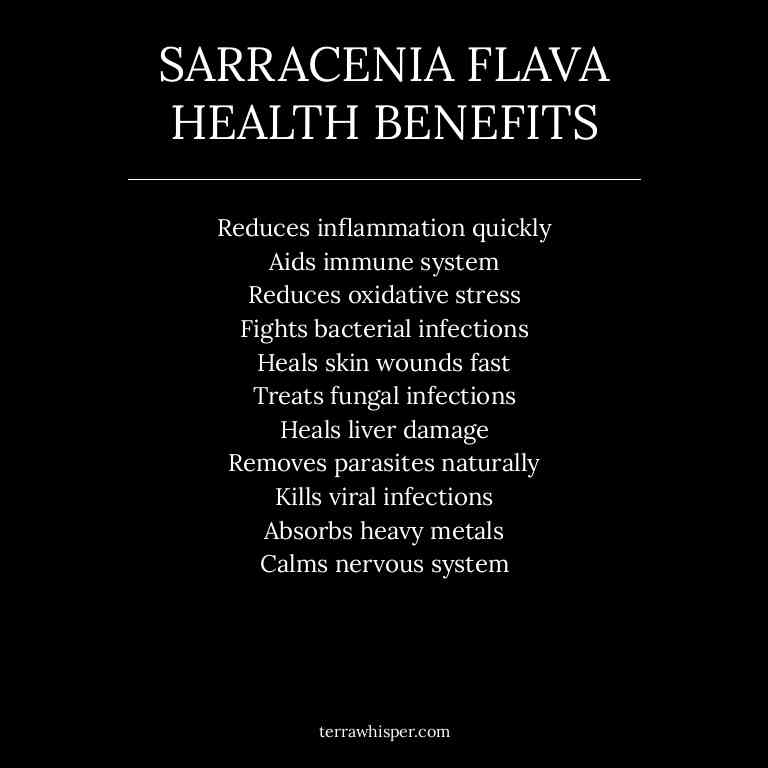 SARRACENIA FLAVA
HEALTH BENEFITS
Reduces inflammation quickly
Aids immune system
Reduces oxidative stress
Fights bacterial infections
Heals skin wounds fast
Treats fungal infections
Heals liver damage
Removes parasites naturally
Kills viral infections
Absorbs heavy metals
Calms nervous system
terrawhisper.com